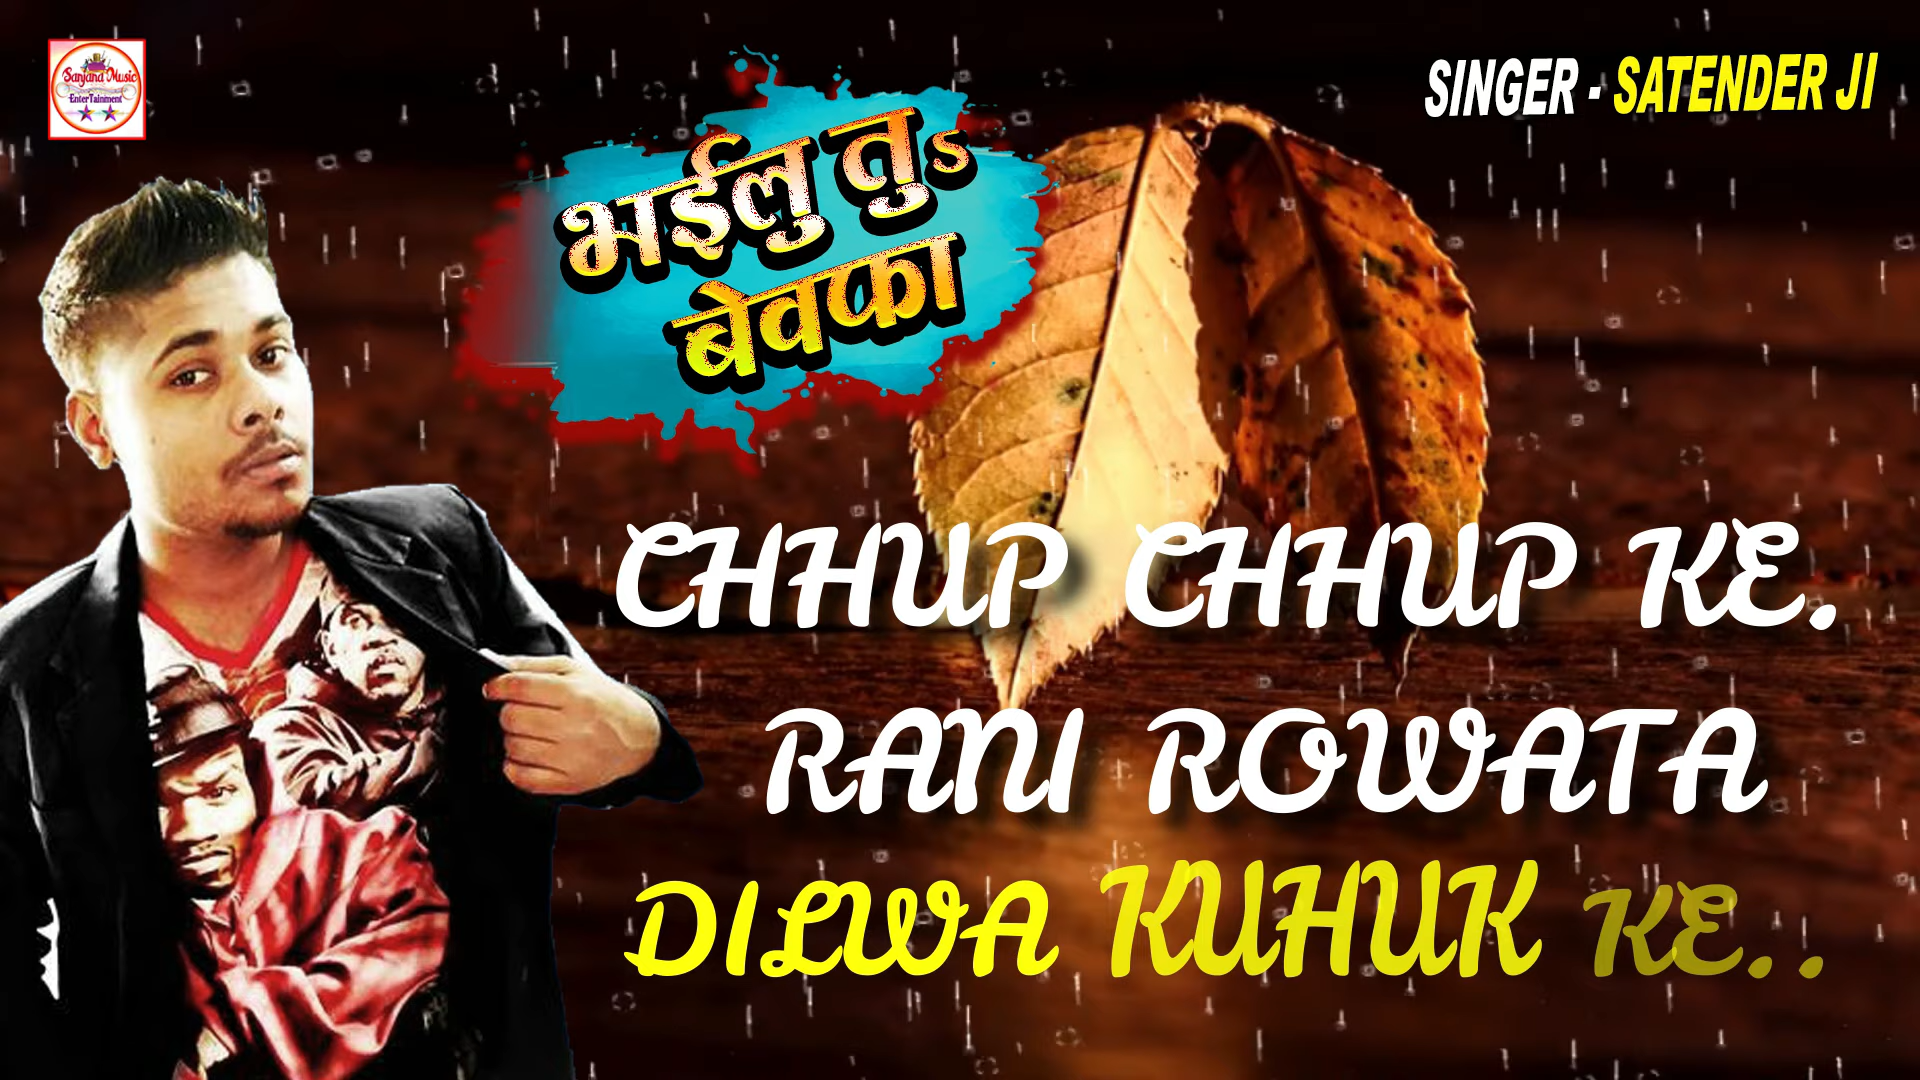 Sanjana Music
EnterTainment
SINGER - SATENDER JI
भईलु तु ऽ
बेवफा
CHHUP CHHUP KE.
RANI ROWATA
DILWA KUHUK KE..